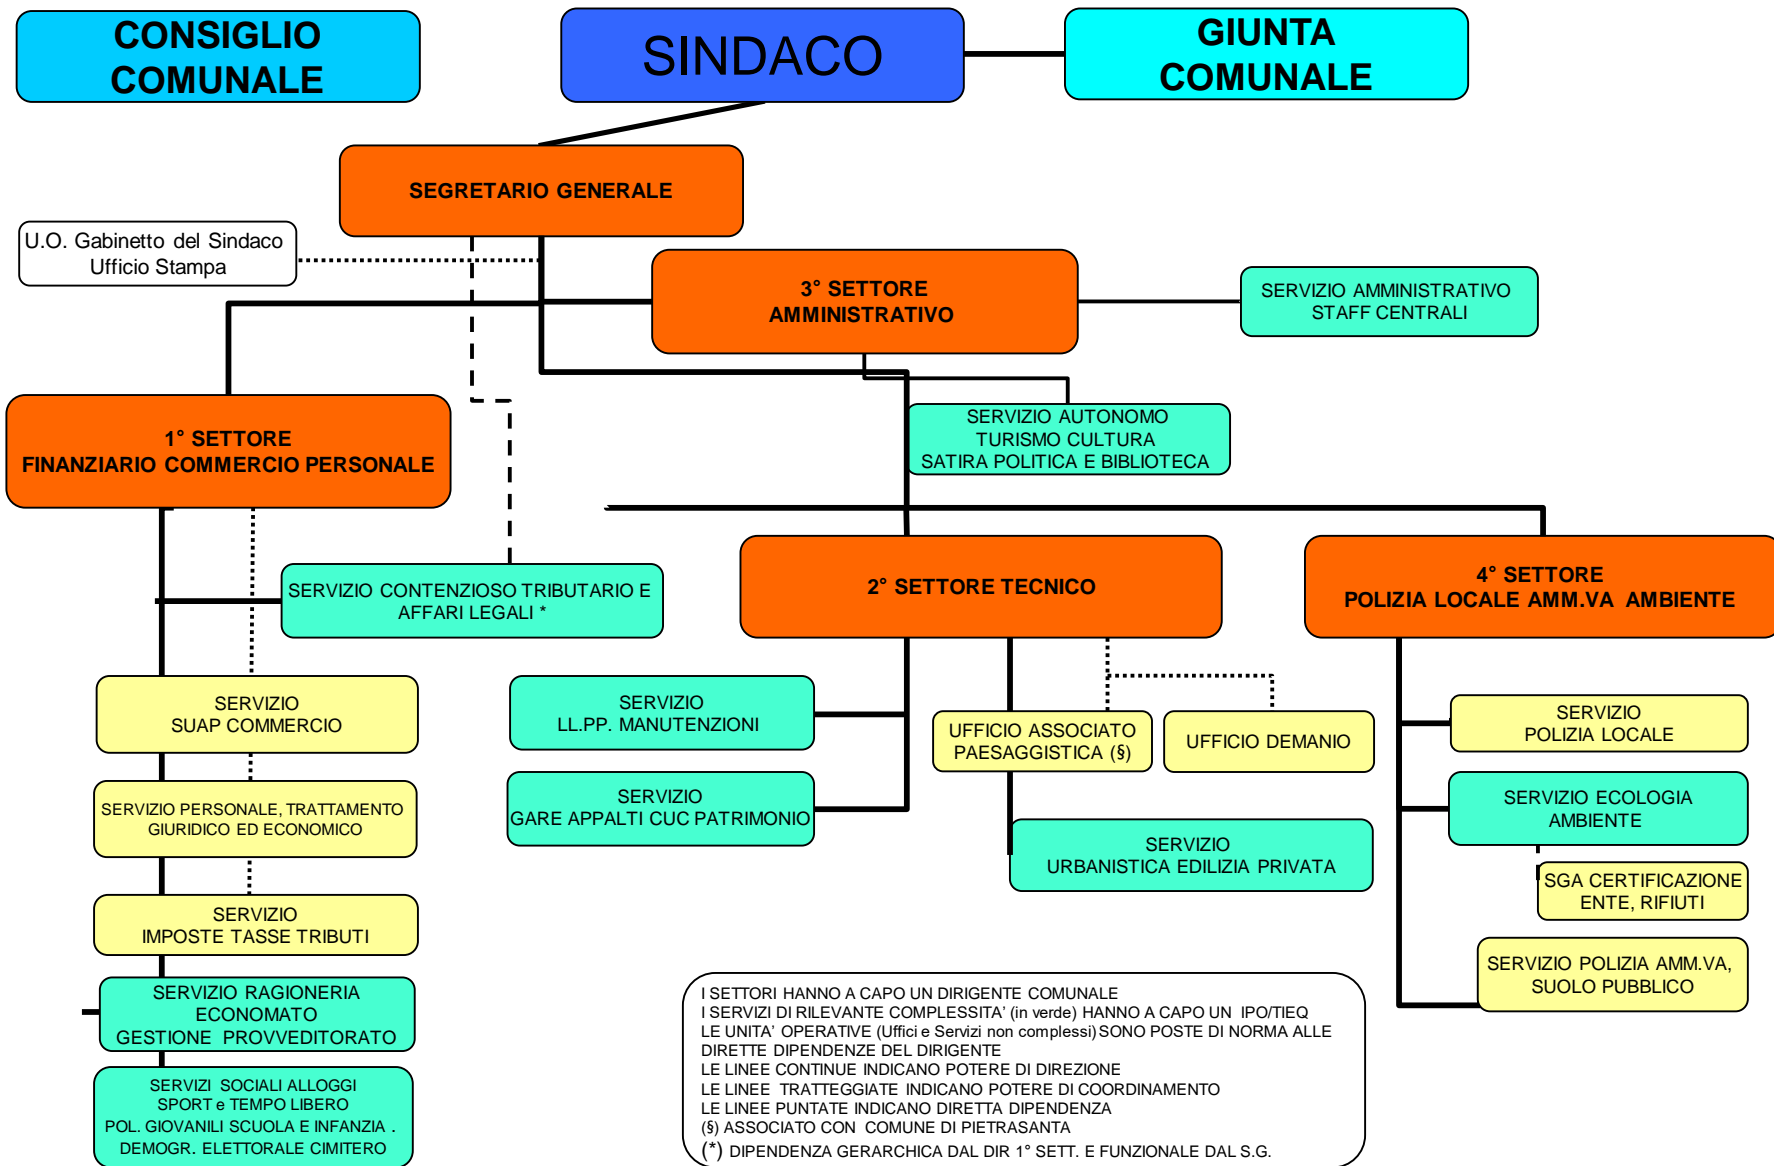 CONSIGLIO
COMUNALE
SINDACO
GIUNTA
COMUNALE
SEGRETARIO GENERALE
U.O. Gabinetto del Sindaco
Ufficio Stampa
3° SETTORE
AMMINISTRATIVO
SERVIZIO AMMINISTRATIVO
STAFF CENTRALI
1° SETTORE
FINANZIARIO COMMERCIO PERSONALE
SERVIZIO AUTONOMO
TURISMO CULTURA
SATIRA POLITICA E BIBLIOTECA
SERVIZIO CONTENZIOSO TRIBUTARIO E
AFFARI LEGALI *
2° SETTORE TECNICO
4° SETTORE
POLIZIA LOCALE AMM.VA AMBIENTE
SERVIZIO
SUAP COMMERCIO
SERVIZIO
LL.PP. MANUTENZIONI
UFFICIO ASSOCIATO
PAESAGGISTICA (§)
UFFICIO DEMANIO
SERVIZIO
POLIZIA LOCALE
SERVIZIO PERSONALE, TRATTAMENTO
GIURIDICO ED ECONOMICO
SERVIZIO
GARE APPALTI CUC PATRIMONIO
SERVIZIO
URBANISTICA EDILIZIA PRIVATA
SERVIZIO ECOLOGIA
AMBIENTE
SGA CERTIFICAZIONE
ENTE, RIFIUTI
SERVIZIO
IMPOSTE TASSE TRIBUTI
SERVIZIO POLIZIA AMM.VA,
SUOLO PUBBLICO
SERVIZIO RAGIONERIA
ECONOMATO
GESTIONE PROVVEDITORATO
SERVIZI SOCIALI ALLOGGI
SPORT e TEMPO LIBERO
POL. GIOVANILI SCUOLA E INFANZIA .
DEMOGR. ELETTORALE CIMITERO
I SETTORI HANNO A CAPO UN DIRIGENTE COMUNALE
I SERVIZI DI RILEVANTE COMPLESSITA' (in verde) HANNO A CAPO UN IPO/TIEQ
LE UNITA' OPERATIVE (Uffici e Servizi non complessi) SONO POSTE DI NORMA ALLE
DIRETTE DIPENDENZE DEL DIRIGENTE
LE LINEE CONTINUE INDICANO POTERE DI DIREZIONE
LE LINEE TRATTEGGIATE INDICANO POTERE DI COORDINAMENTO
LE LINEE PUNTATE INDICANO DIRETTA DIPENDENZA
(§) ASSOCIATO CON COMUNE DI PIETRASANTA
(*) DIPENDENZA GERARCHICA DAL DIR 1° SETT. E FUNZIONALE DAL S.G.